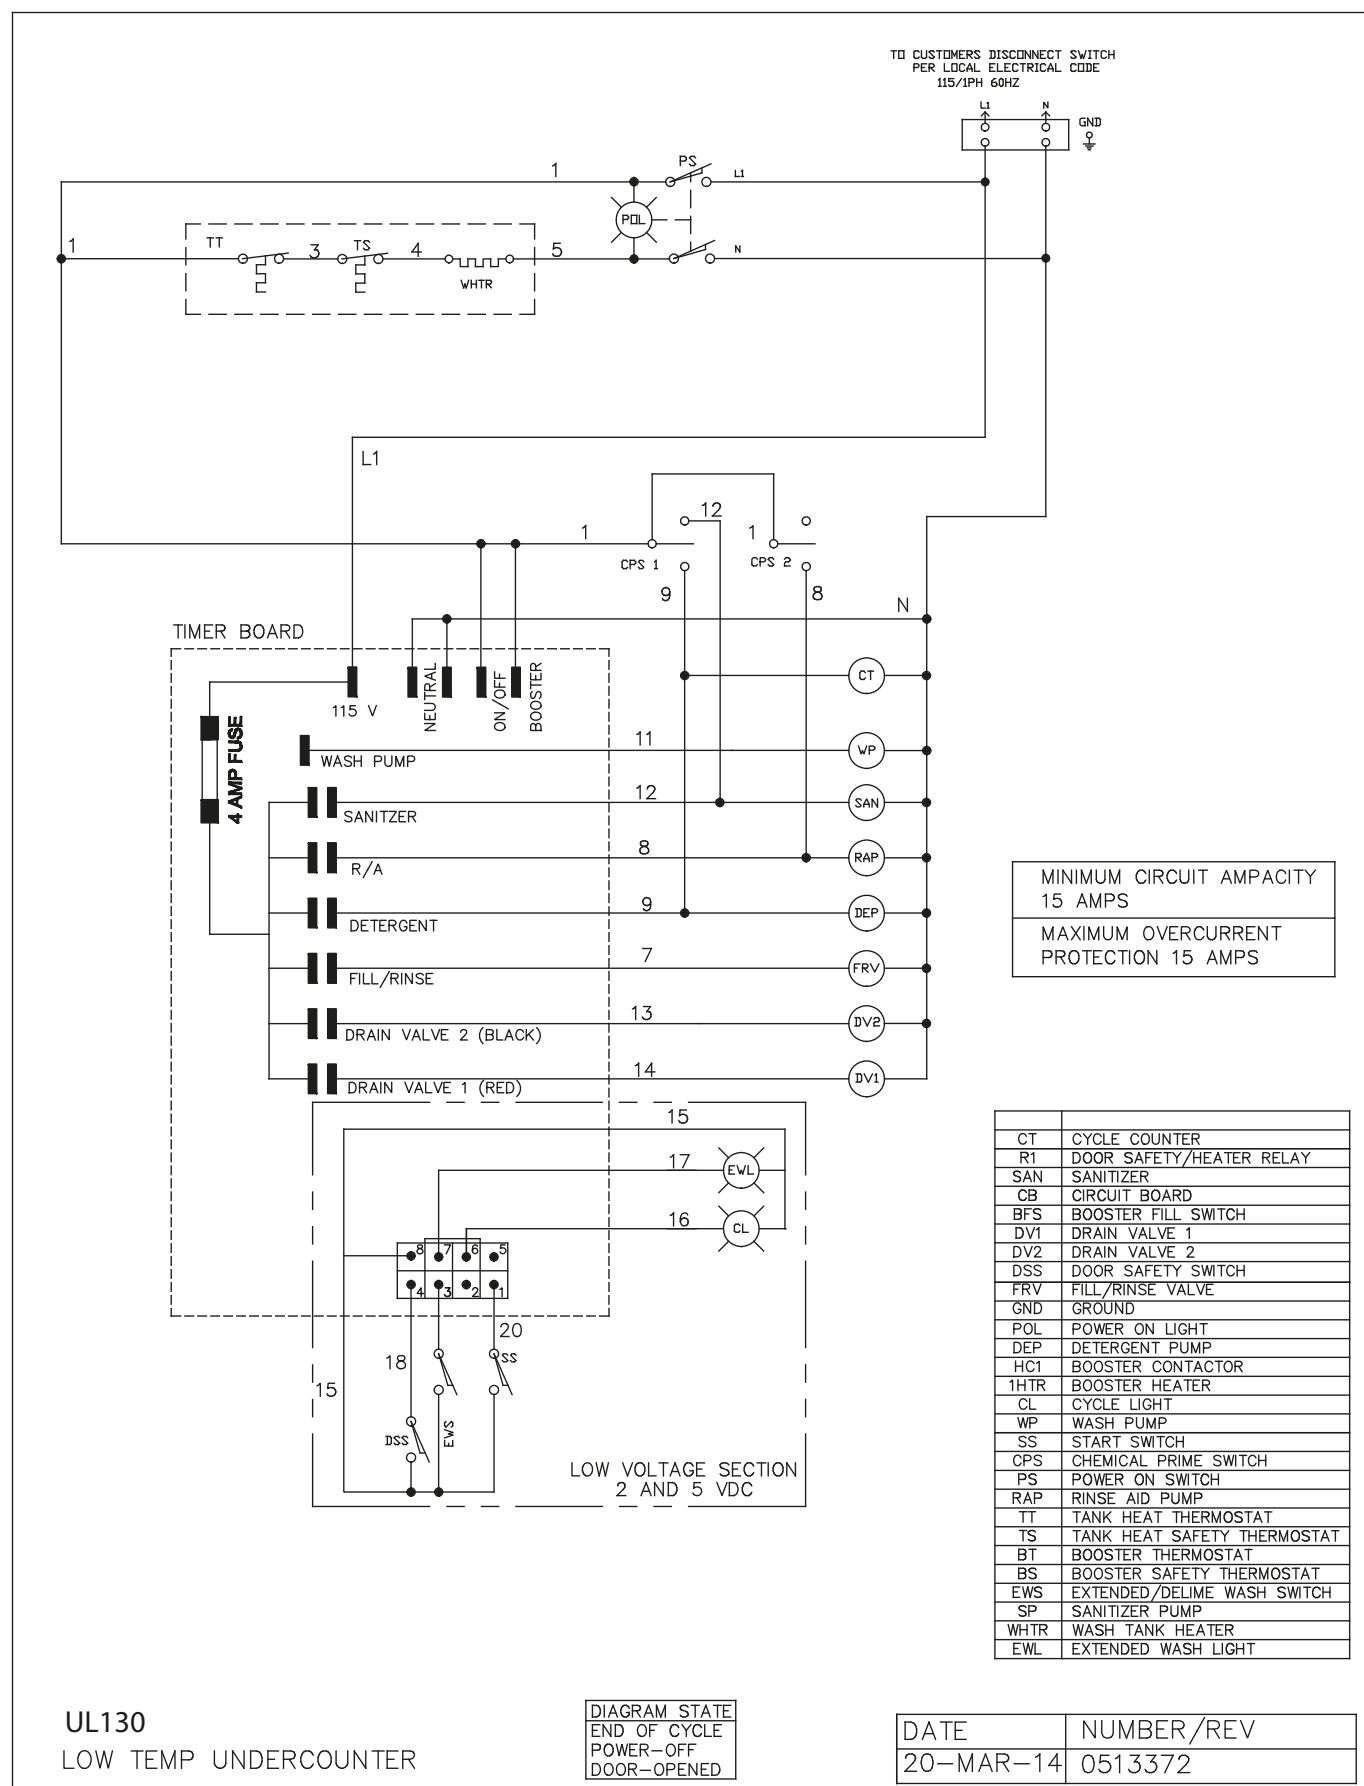 TO CUSTOMERS DISCONNECT SWITCH
PER LOCAL ELECTRICAL CODE
115/1PH 60HZ
L1 N
GND
1 PS L1
POL
1 TT 3 TS 4 WHTR 5 N
L1
12
1 CPS 1 1 CPS 2
9 8
N
TIMER BOARD
115 V NEUTRAL ON/OFF BOOSTER
CT
4 AMP FUSE
WASH PUMP 11 WP
SANITZER 12 SAN
R/A 8 RAP
DETERGENT 9 DEP
FILL/RINSE 7 FRV
DRAIN VALVE 2 (BLACK) 13 DV2
DRAIN VALVE 1 (RED) 14 DV1
MINIMUM CIRCUIT AMPACITY
15 AMPS
MAXIMUM OVERCURRENT
PROTECTION 15 AMPS
15
17 EWL
16 CL
8 7 6 5
4 3 2 1
20
18 SS
15
DSS EWS
LOW VOLTAGE SECTION
2 AND 5 VDC
CT CYCLE COUNTER
R1 DOOR SAFETY/HEATER RELAY
SAN SANITIZER
CB CIRCUIT BOARD
BFS BOOSTER FILL SWITCH
DV1 DRAIN VALVE 1
DV2 DRAIN VALVE 2
DSS DOOR SAFETY SWITCH
FRV FILL/RINSE VALVE
GND GROUND
POL POWER ON LIGHT
DEP DETERGENT PUMP
HC1 BOOSTER CONTACTOR
1HTR BOOSTER HEATER
CL CYCLE LIGHT
WP WASH PUMP
SS START SWITCH
CPS CHEMICAL PRIME SWITCH
PS POWER ON SWITCH
RAP RINSE AID PUMP
TT TANK HEAT THERMOSTAT
TS TANK HEAT SAFETY THERMOSTAT
BT BOOSTER THERMOSTAT
BS BOOSTER SAFETY THERMOSTAT
EWS EXTENDED/DELIME WASH SWITCH
SP SANITIZER PUMP
WHTR WASH TANK HEATER
EWL EXTENDED WASH LIGHT
UL130
LOW TEMP UNDERCOUNTER
DIAGRAM STATE
END OF CYCLE
POWER-OFF
DOOR-OPENED
DATE NUMBER/REV
20-MAR-14 0513372